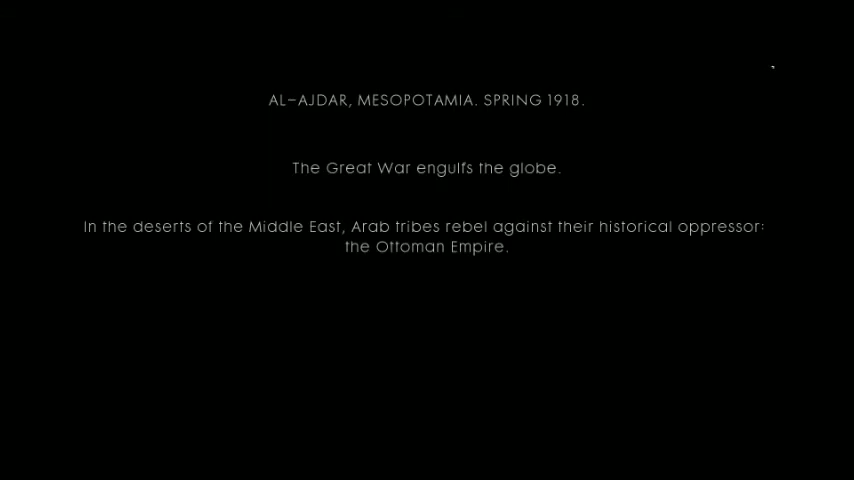 AL-AJDAR, MESOPOTAMIA. SPRING 1918.
The Great War engulfs the globe.
In the deserts of the Middle East, Arab tribes rebel against their historical oppressor:
the Ottoman Empire.